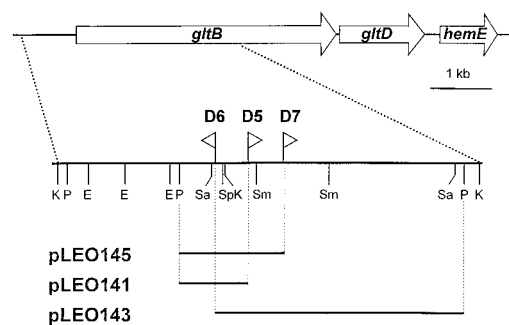 gltB gltD hemE
1 kb
D6 D5 D7
K P E E E P Sa SpK Sm Sm Sa P K
pLEO145
pLEO141
pLEO143